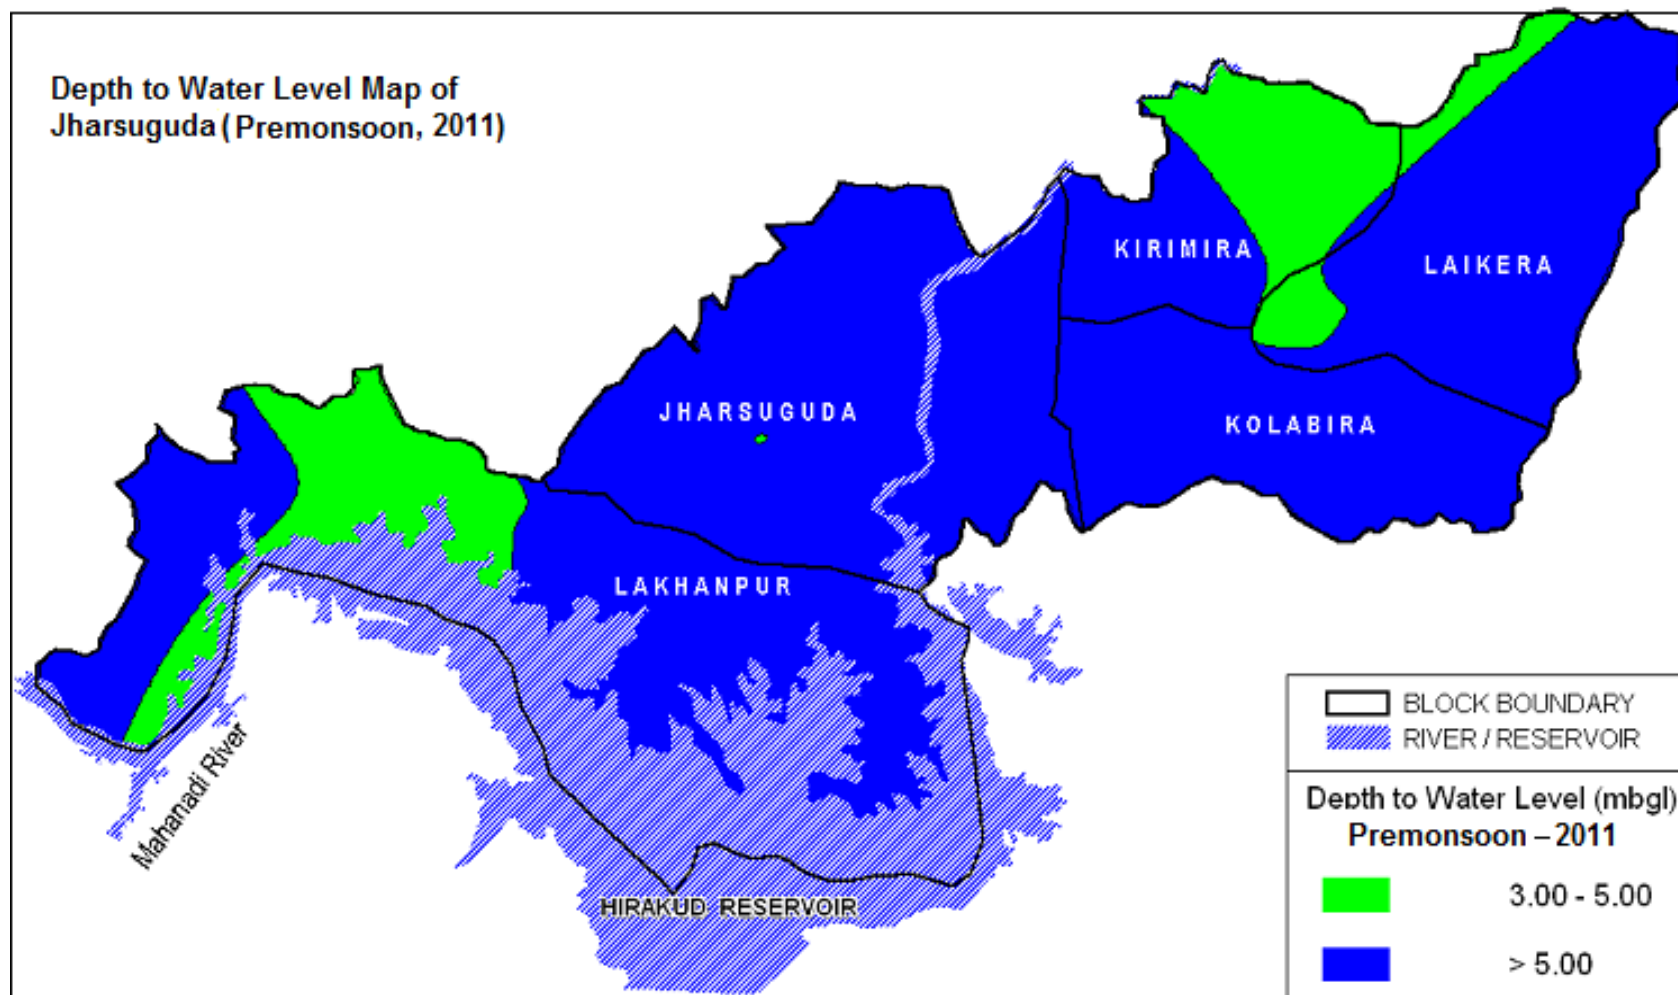 Depth to Water Level Map of
Jharsuguda ( Premonsoon, 2011)
KIRIMIRA
LAIKERA
JHARSUGUDA
KOLABIRA
LAKHANPUR
Mahanadi River
HIRAKUD RESERVOIR
BLOCK BOUNDARY
RIVER / RESERVOIR
Depth to Water Level (mbgl)
Premonsoon – 2011
3.00 - 5.00
> 5.00